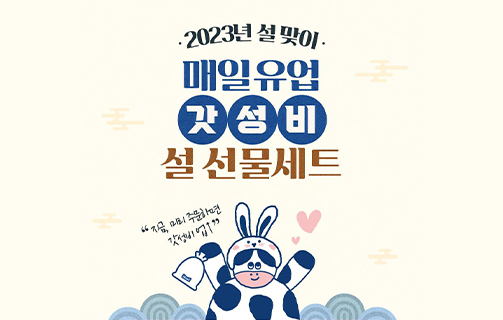 ·2023년 설 맞이·
매일유업
갓성비
설 선물세트
“지금, 미리 주문하면
갓성비 업↑”